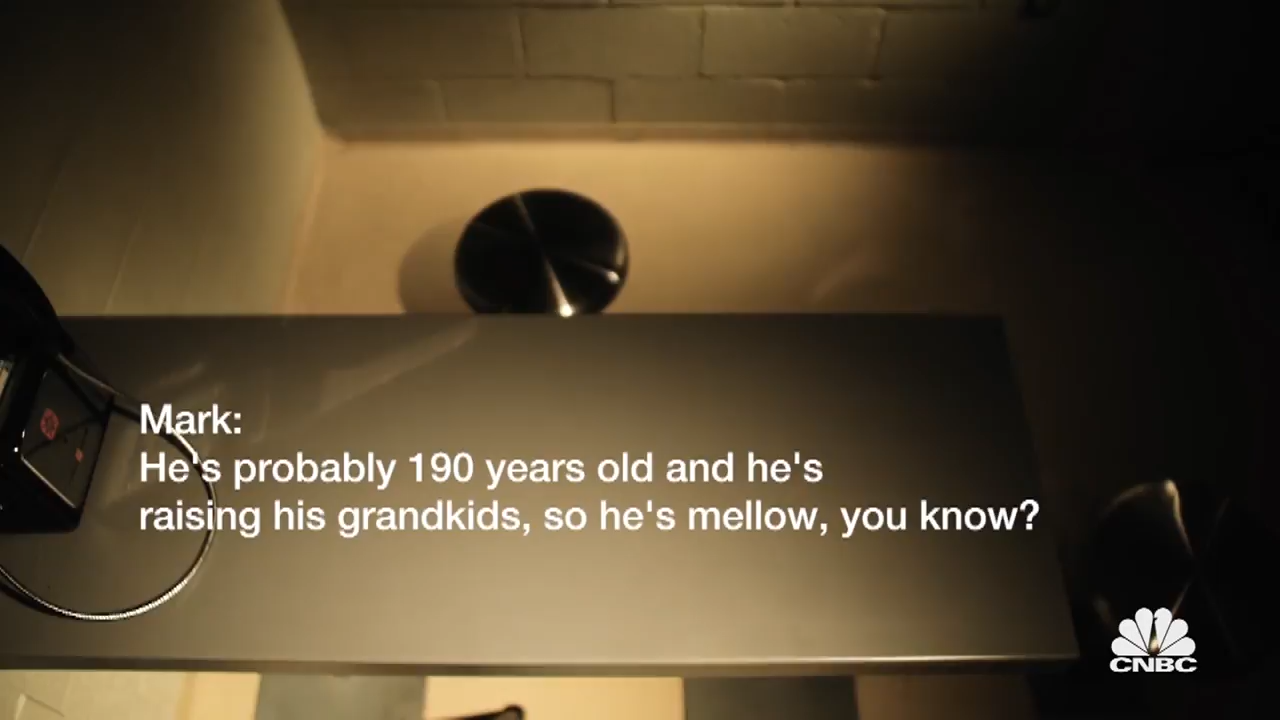 Mark:
He's probably 190 years old and he's
raising his grandkids, so he's mellow, you know?
CNBC